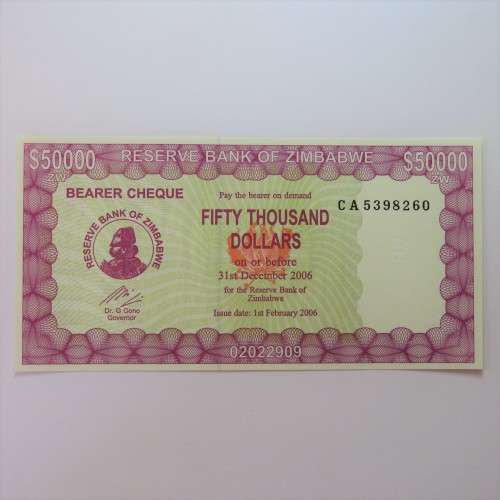 $50000 RESERVE BANK OF ZIMBABWE $50000
ZW ZW
BEARER CHEQUE
Pay the bearer on demand
CA5398260
FIFTY THOUSAND
DOLLARS
on or before
31st December 2006
for the Reserve Bank of
Zimbabwe
Issue date: 1st February 2006
RESERVE BANK OF ZIMBABWE
Dr. G Gono
Governor
02022909